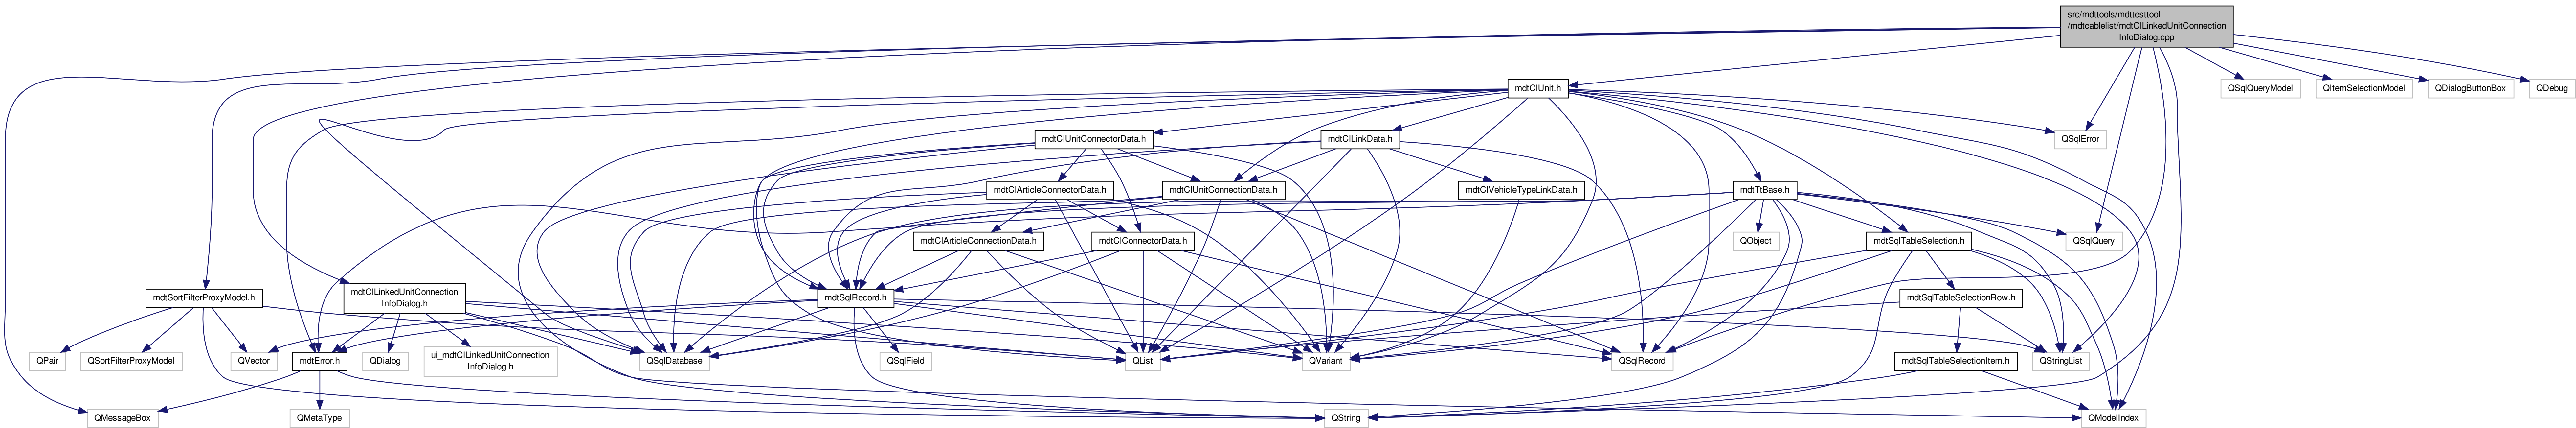 src/mdttools/mdttesttool
/mdtcablelist/mdtClLinkedUnitConnection
InfoDialog.cpp
mdtClUnit.h
QSqlQueryModel
QItemSelectionModel
QDialogButtonBox
QDebug
mdtClUnitConnectorData.h
mdtClLinkData.h
QSqlError
mdtClArticleConnectorData.h
mdtClUnitConnectionData.h
mdtClVehicleTypeLinkData.h
mdtTtBase.h
mdtClArticleConnectionData.h
mdtClConnectorData.h
QObject
mdtSqlTableSelection.h
QSqlQuery
mdtSortFilterProxyModel.h
mdtClLinkedUnitConnection
InfoDialog.h
mdtSqlRecord.h
mdtSqlTableSelectionRow.h
QPair
QSortFilterProxyModel
QVector
mdtError.h
QDialog
ui_mdtClLinkedUnitConnection
InfoDialog.h
QSqlDatabase
QSqlField
QList
QVariant
QSqlRecord
mdtSqlTableSelectionItem.h
QStringList
QMessageBox
QMetaType
QString
QModelIndex